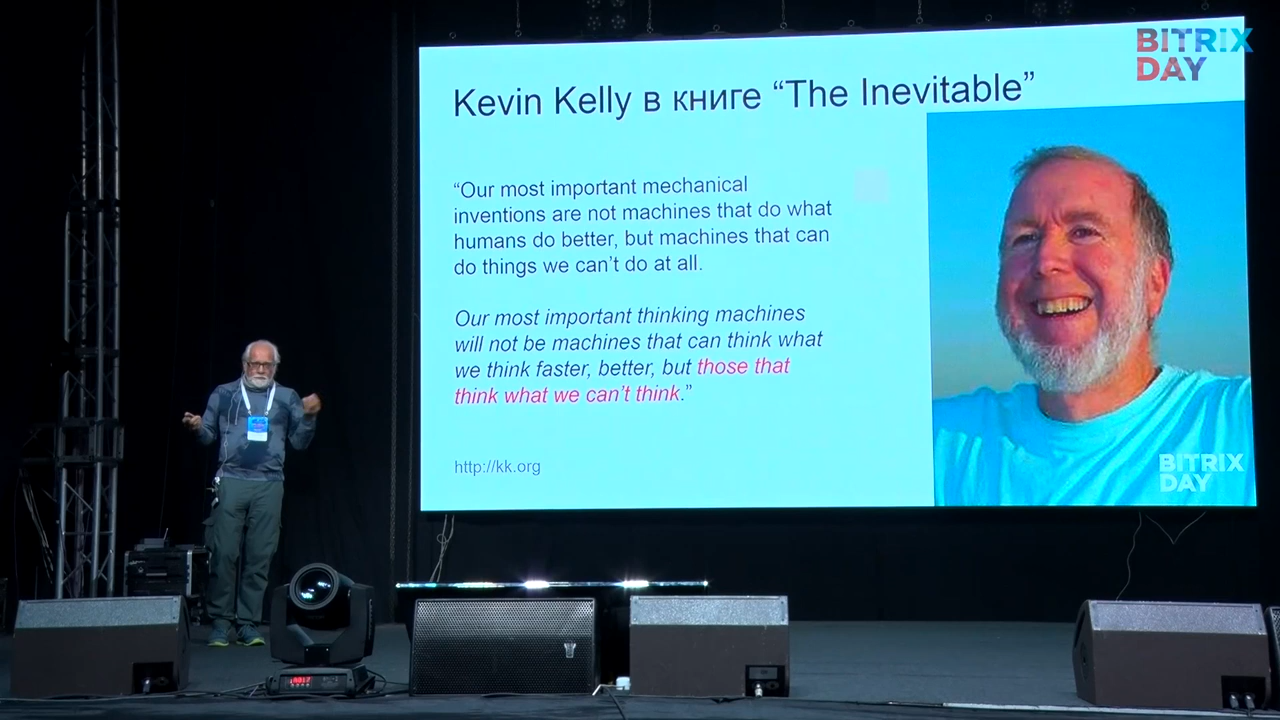 BITRIX
DAY
Kevin Kelly в книге “The Inevitable”
“Our most important mechanical
inventions are not machines that do what
humans do better, but machines that can
do things we can’t do at all.
Our most important thinking machines
will not be machines that can think what
we think faster, better, but those that
think what we can’t think.”
http://kk.org
BITRIX
DAY